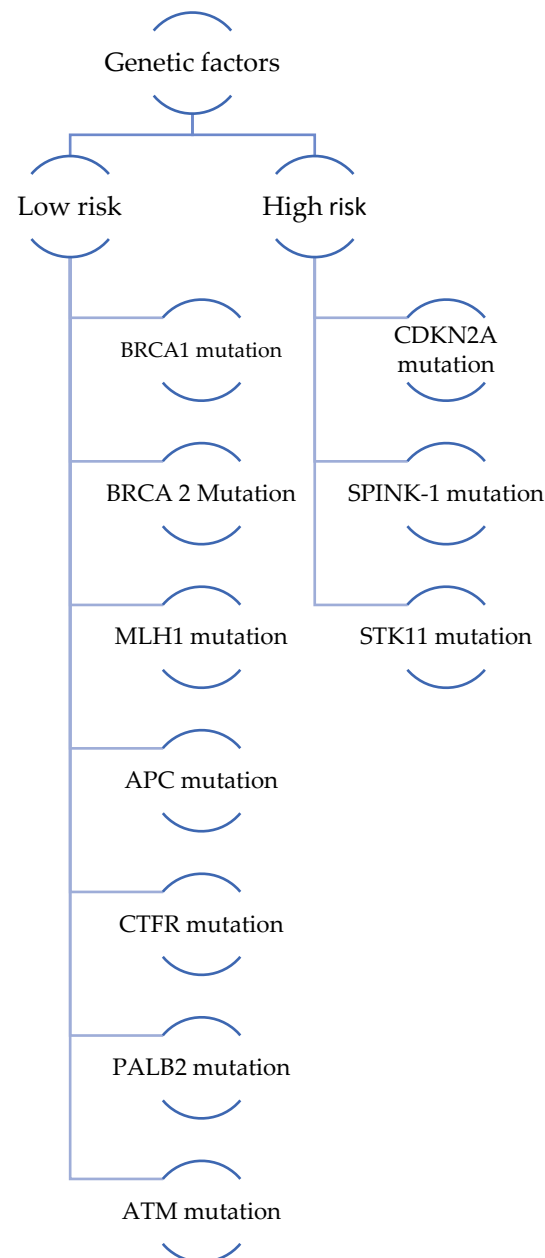 Genetic factors
Low risk
High risk
BRCA1 mutation
CDKN2A
mutation
BRCA 2 Mutation
SPINK-1 mutation
MLH1 mutation
STK11 mutation
APC mutation
CTFR mutation
PALB2 mutation
ATM mutation